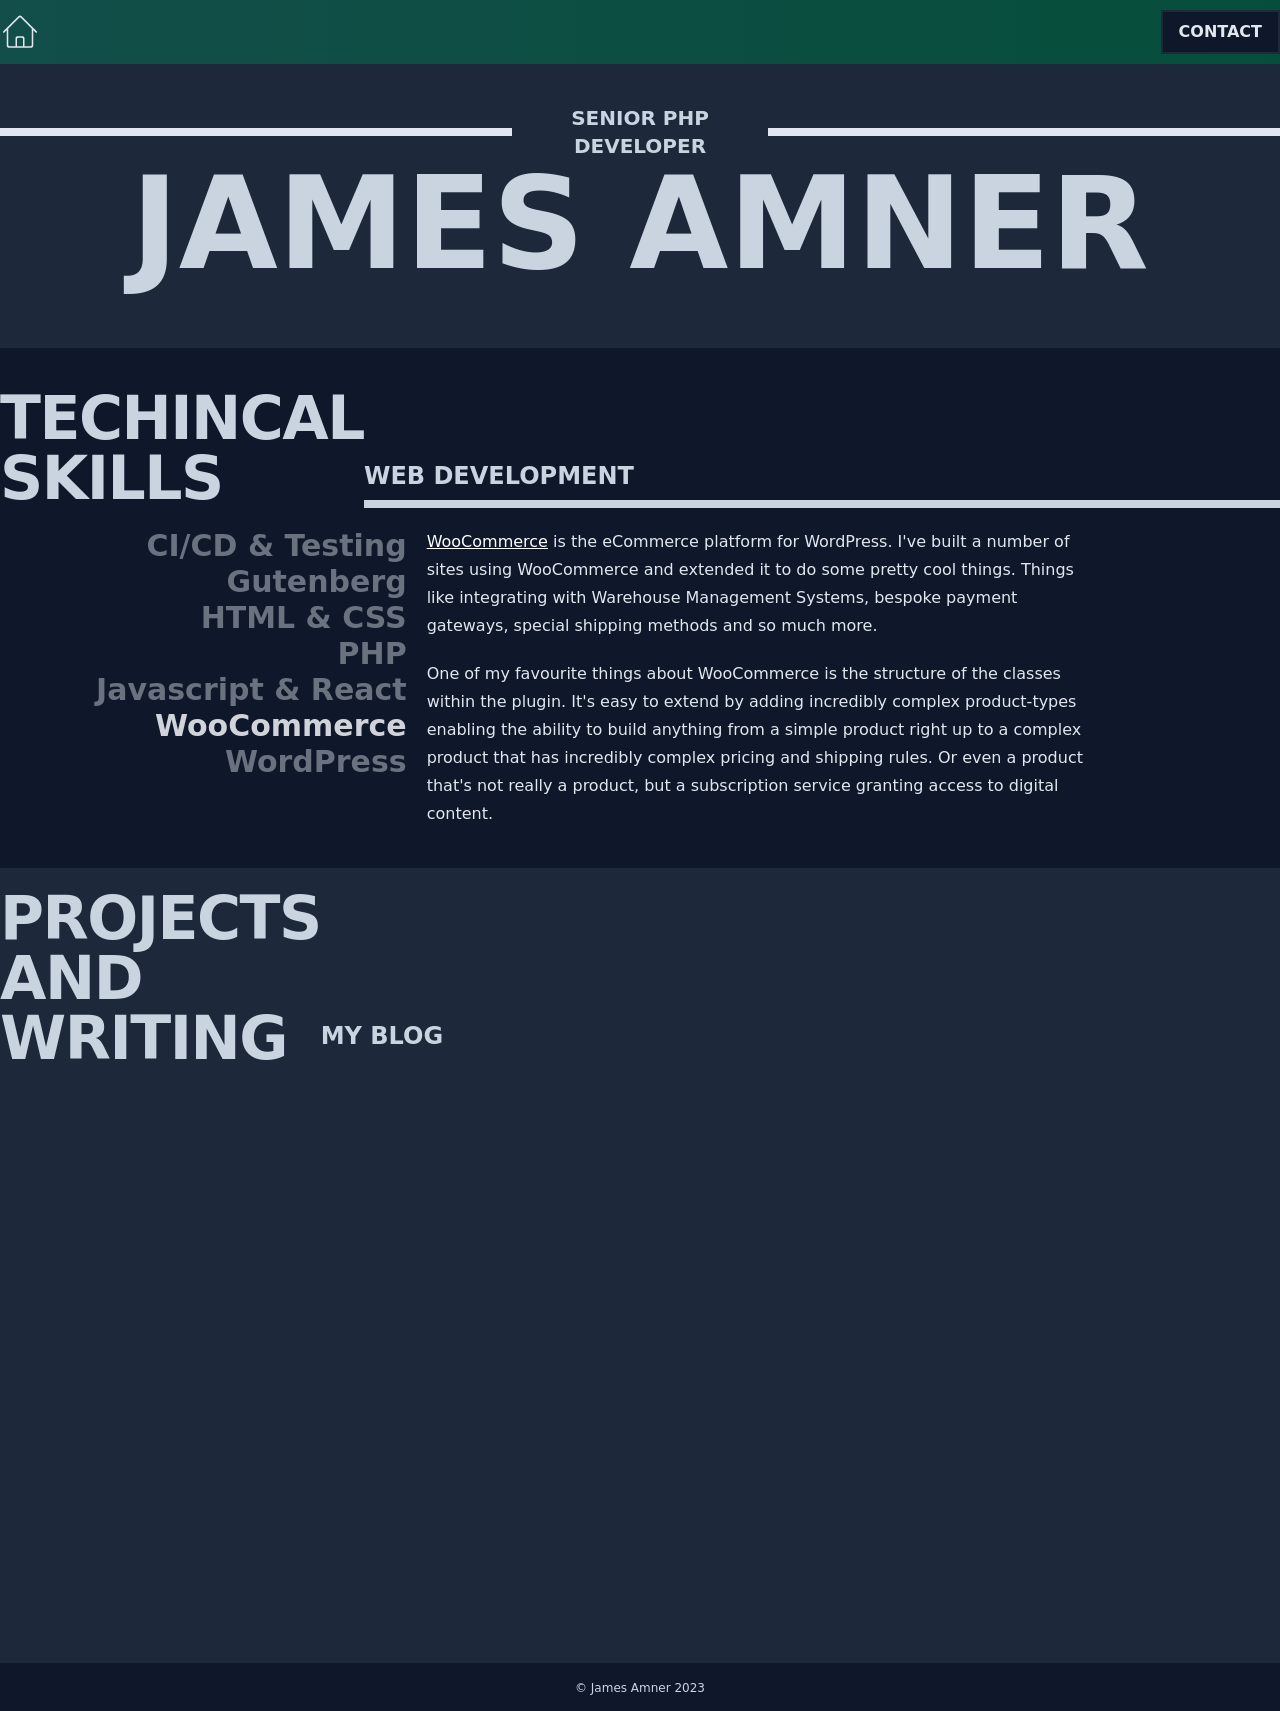 CONTACT
SENIOR PHP
DEVELOPER
JAMES AMNER
TECHINCAL
SKILLS
WEB DEVELOPMENT
CI/CD & Testing
Gutenberg
HTML & CSS
PHP
Javascript & React
WooCommerce
WordPress
WooCommerce is the eCommerce platform for WordPress. I've built a number of
sites using WooCommerce and extended it to do some pretty cool things. Things
like integrating with Warehouse Management Systems, bespoke payment
gateways, special shipping methods and so much more.
One of my favourite things about WooCommerce is the structure of the classes
within the plugin. It's easy to extend by adding incredibly complex product-types
enabling the ability to build anything from a simple product right up to a complex
product that has incredibly complex pricing and shipping rules. Or even a product
that's not really a product, but a subscription service granting access to digital
content.
PROJECTS
AND
WRITING
MY BLOG
© James Amner 2023